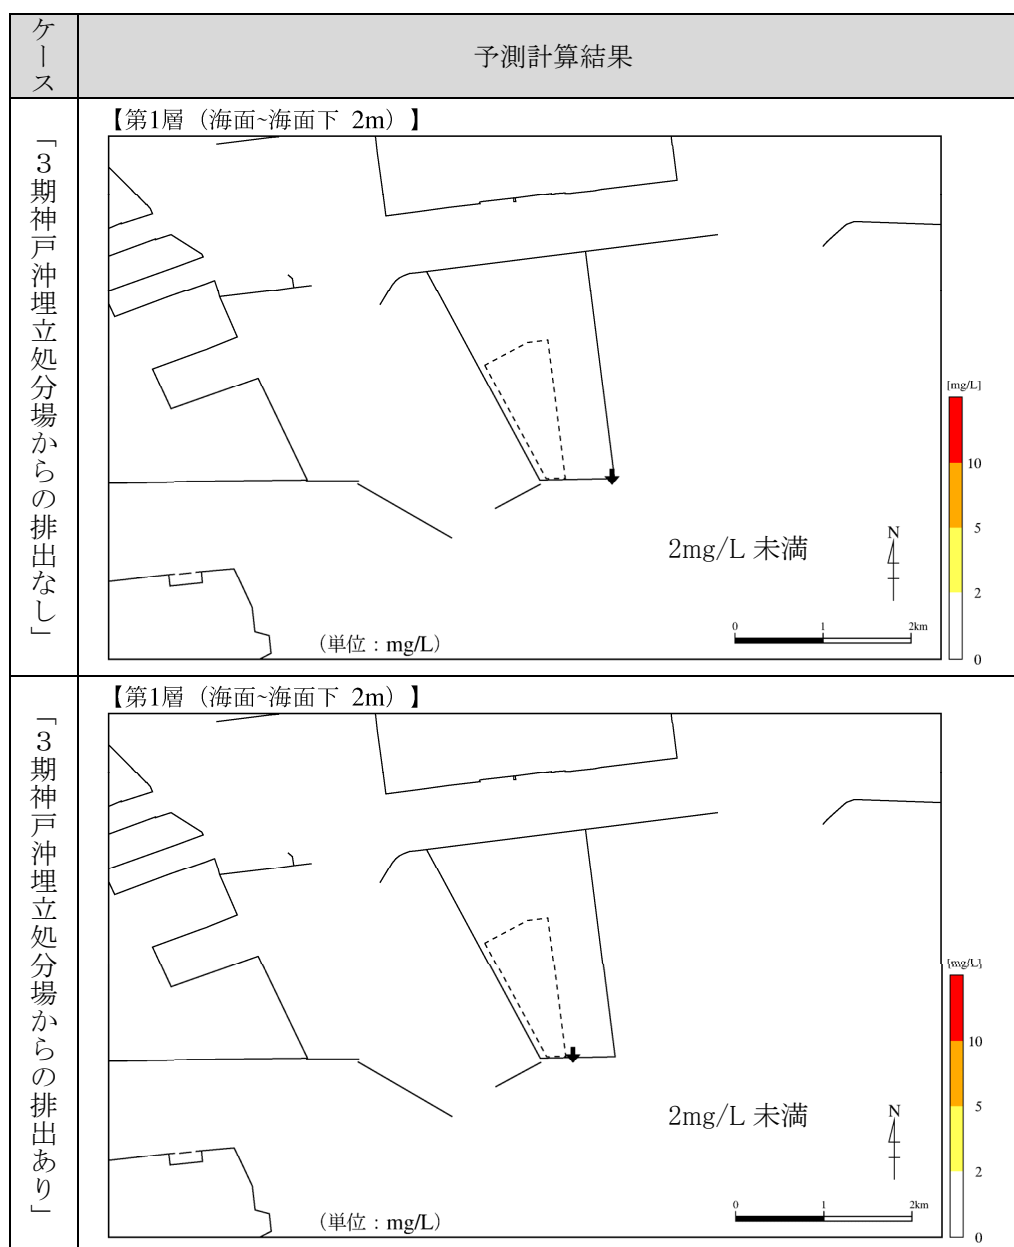 ケース
予測計算結果
「3期神戸沖埋立処分場からの排出なし」
【第1層（海面~海面下 2m）】
[mg/L]
10
5
2
0
2mg/L 未満
N
0 1 2km
（単位：mg/L）
「3期神戸沖埋立処分場からの排出あり」
【第1層（海面~海面下 2m）】
[mg/L]
10
5
2
0
2mg/L 未満
N
0 1 2km
（単位：mg/L）